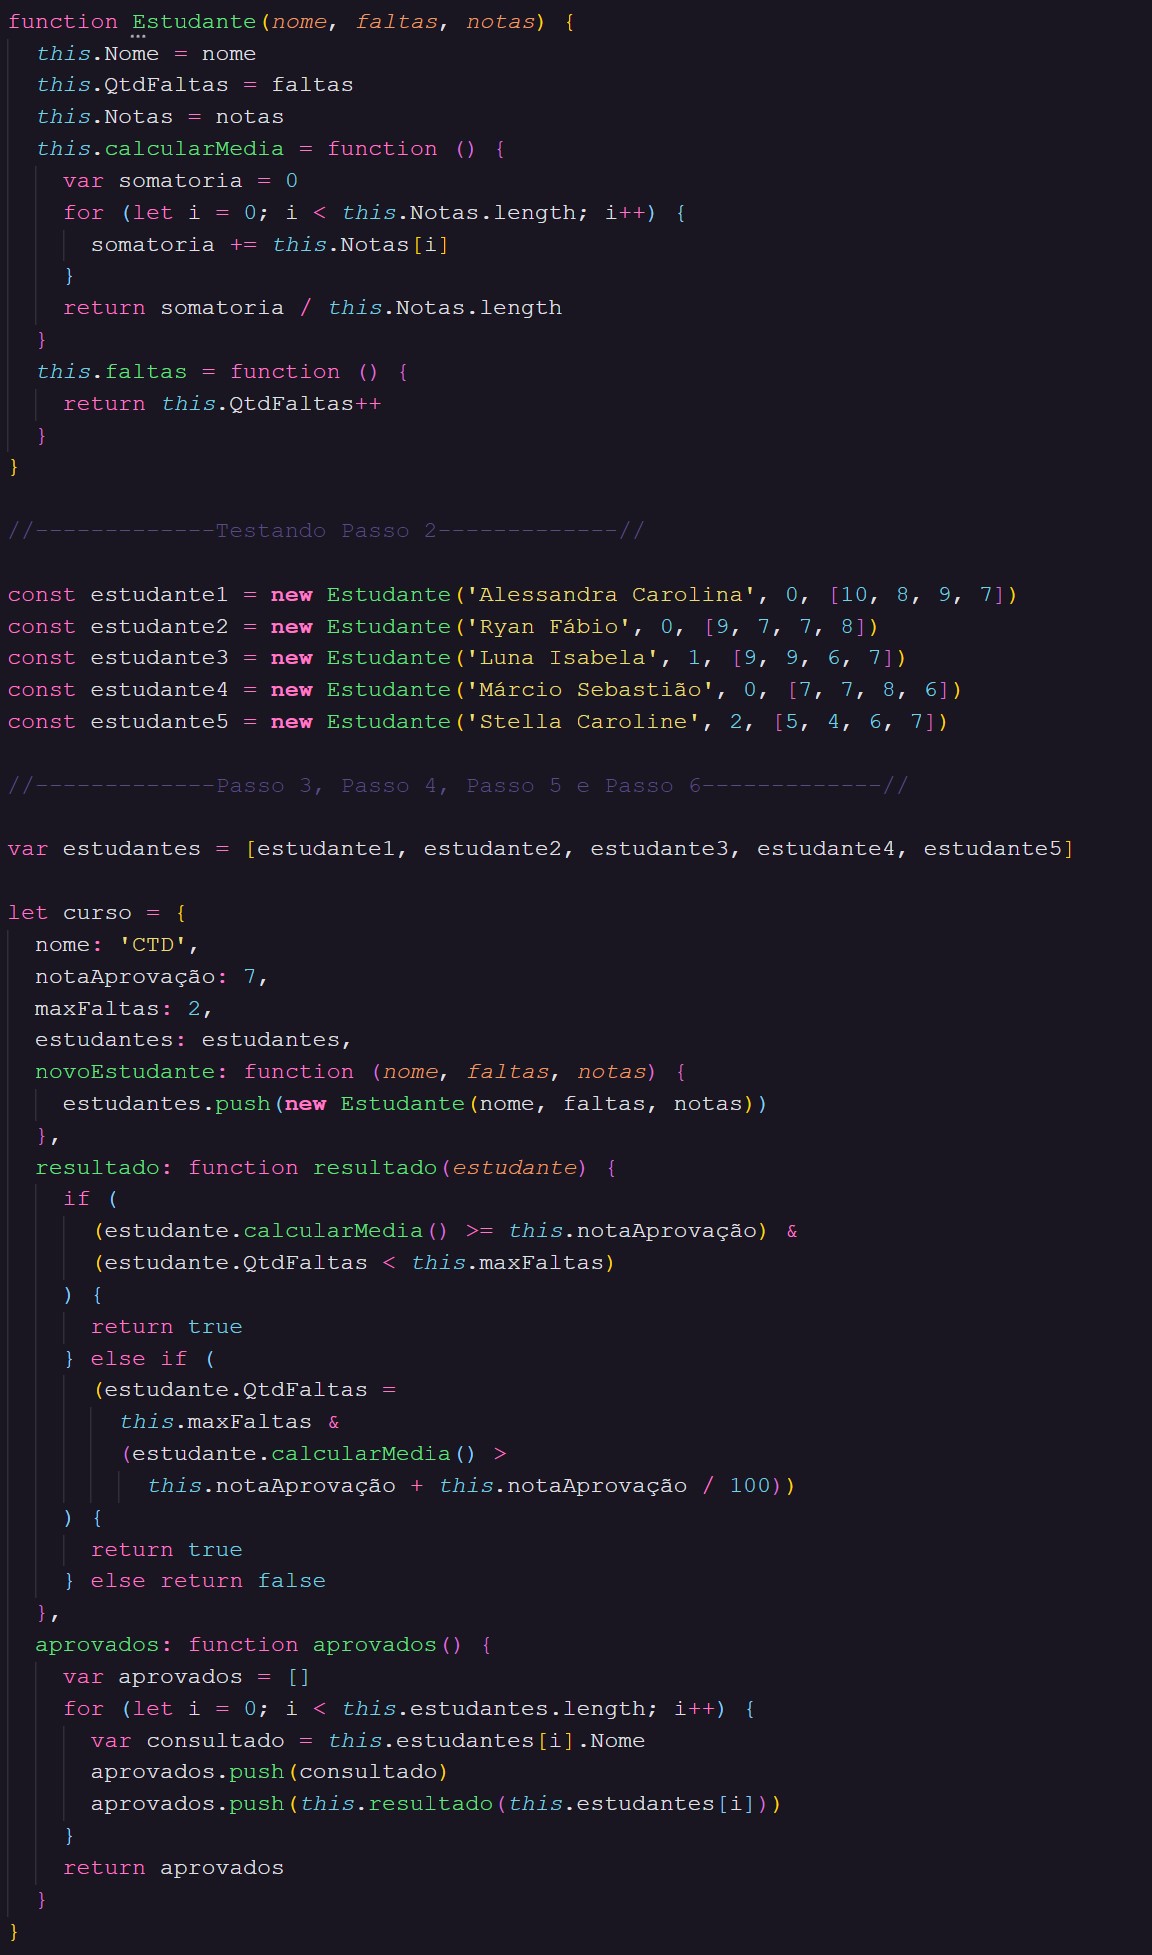 function Estudante(nome, faltas, notas) {
  this.Nome = nome
  this.QtdFaltas = faltas
  this.Notas = notas
  this.calcularMedia = function () {
    var somatoria = 0
    for (let i = 0; i < this.Notas.length; i++) {
      somatoria += this.Notas[i]
    }
    return somatoria / this.Notas.length
  }
  this.faltas = function () {
    return this.QtdFaltas++
  }
}
//-------------Testando Passo 2-------------//
const estudante1 = new Estudante('Alessandra Carolina', 0, [10, 8, 9, 7])
const estudante2 = new Estudante('Ryan Fábio', 0, [9, 7, 7, 8])
const estudante3 = new Estudante('Luna Isabela', 1, [9, 9, 6, 7])
const estudante4 = new Estudante('Márcio Sebastião', 0, [7, 7, 8, 6])
const estudante5 = new Estudante('Stella Caroline', 2, [5, 4, 6, 7])
//-------------Passo 3, Passo 4, Passo 5 e Passo 6-------------//
var estudantes = [estudante1, estudante2, estudante3, estudante4, estudante5]
let curso = {
  nome: 'CTD',
  notaAprovação: 7,
  maxFaltas: 2,
  estudantes: estudantes,
  novoEstudante: function (nome, faltas, notas) {
    estudantes.push(new Estudante(nome, faltas, notas))
  },
  resultado: function resultado(estudante) {
    if (
      (estudante.calcularMedia() >= this.notaAprovação) &
      (estudante.QtdFaltas < this.maxFaltas)
    ) {
      return true
    } else if (
      (estudante.QtdFaltas =
        this.maxFaltas &
        (estudante.calcularMedia() >
          this.notaAprovação + this.notaAprovação / 100))
    ) {
      return true
    } else return false
  },
  aprovados: function aprovados() {
    var aprovados = []
    for (let i = 0; i < this.estudantes.length; i++) {
      var consultado = this.estudantes[i].Nome
      aprovados.push(consultado)
      aprovados.push(this.resultado(this.estudantes[i]))
    }
    return aprovados
  }
}